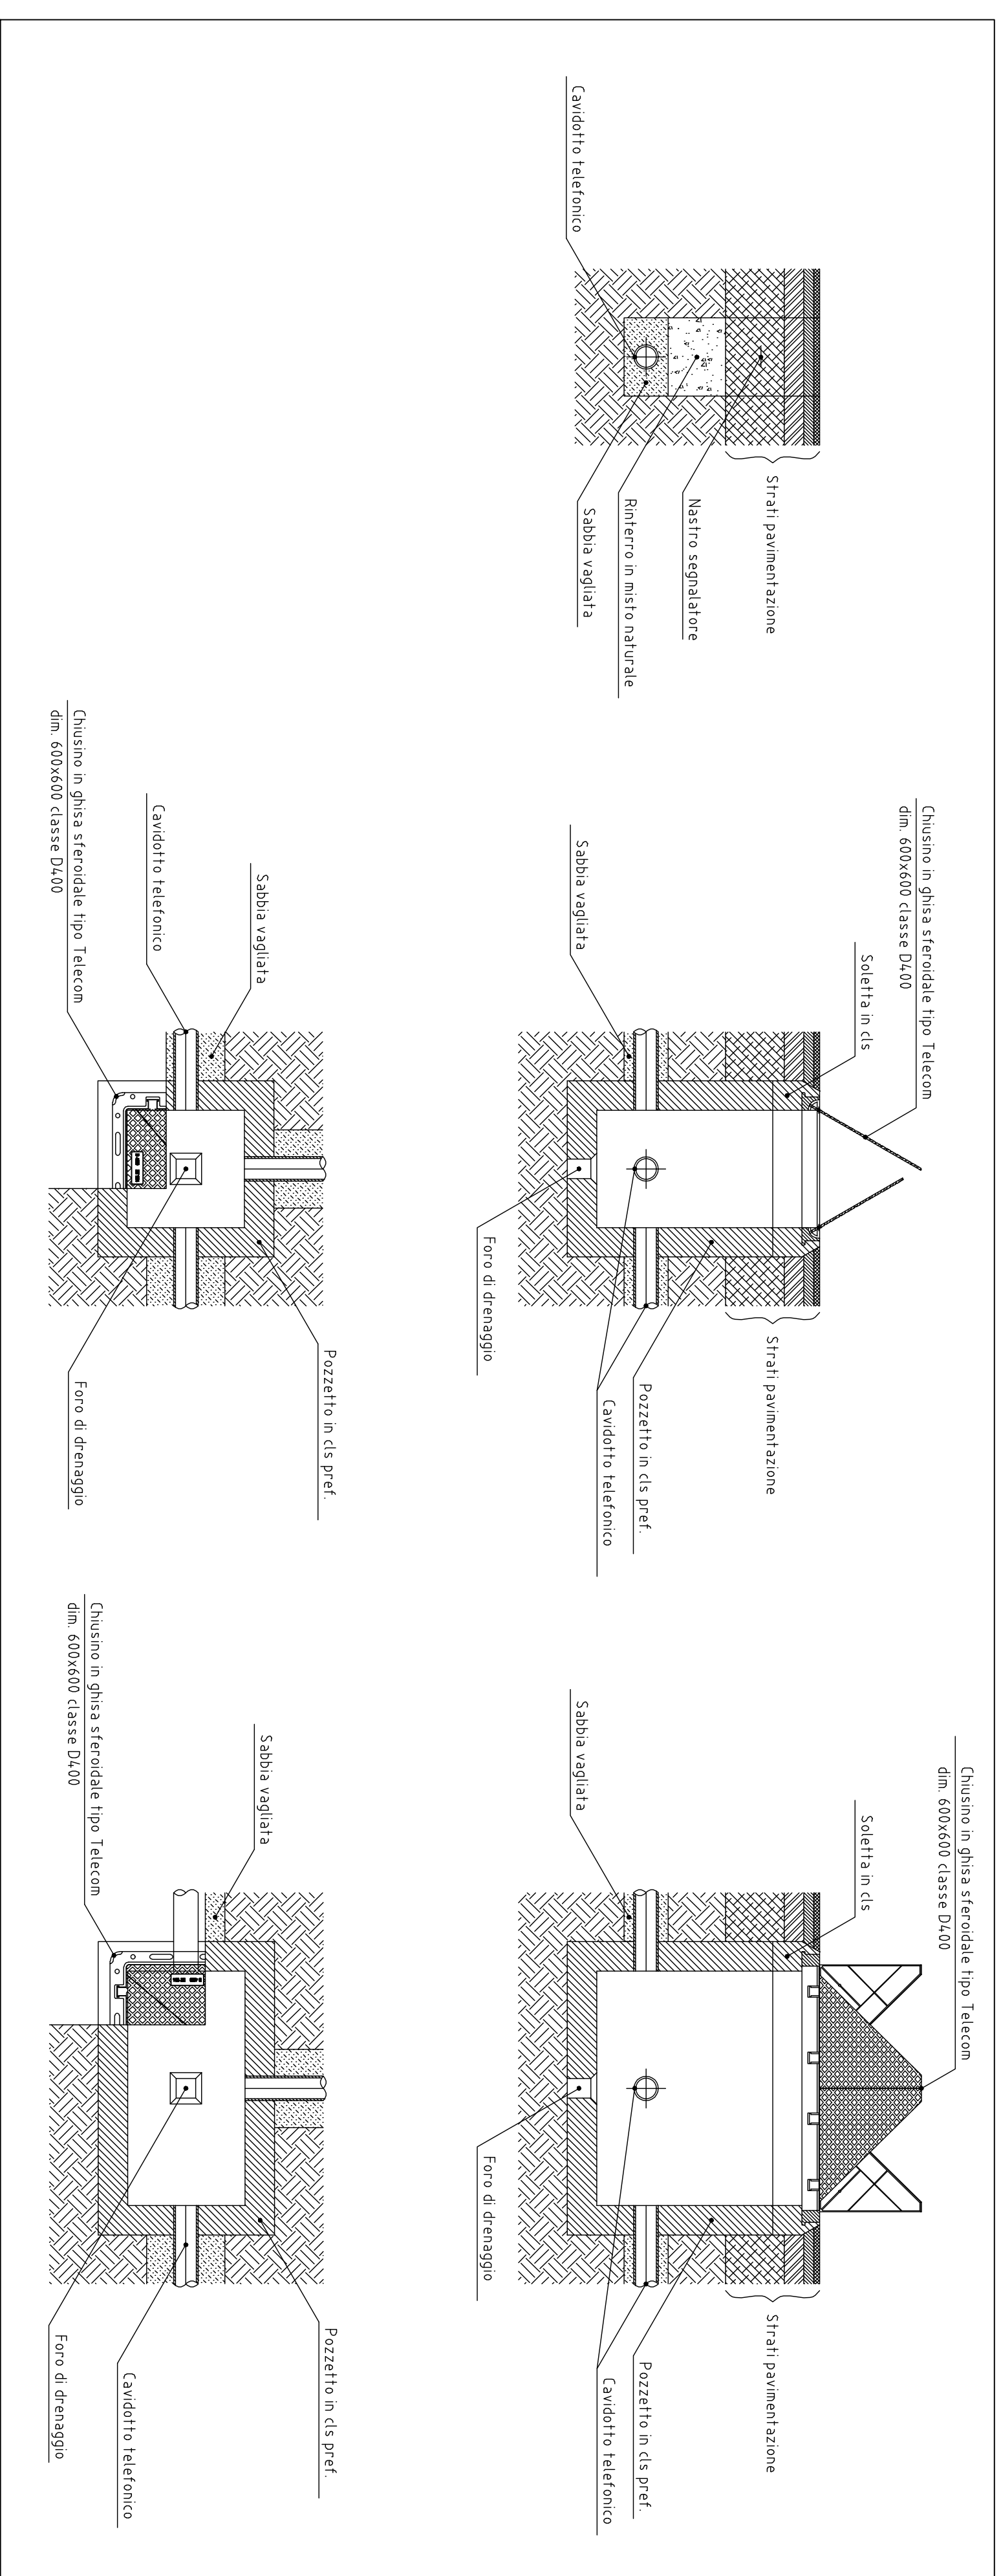 Cavidotto telefonico
Strati pavimentazione
Nastro segnalatore
Rinterro in misto naturale
Sabbia vagliata
Chiusino in ghisa sferoidale tipo Telecom
dim. 600x600 classe D400
Soletta in cls
Sabbia vagliata
Strati pavimentazione
Pozzetto in cls pref.
Cavidotto telefonico
Foro di drenaggio
Chiusino in ghisa sferoidale tipo Telecom
dim. 600x600 classe D400
Soletta in cls
Sabbia vagliata
Strati pavimentazione
Pozzetto in cls pref.
Cavidotto telefonico
Foro di drenaggio
Sabbia vagliata
Cavidotto telefonico
Chiusino in ghisa sferoidale tipo Telecom
dim. 600x600 classe D400
Pozzetto in cls pref.
Foro di drenaggio
Sabbia vagliata
Chiusino in ghisa sferoidale tipo Telecom
dim. 600x600 classe D400
Pozzetto in cls pref.
Cavidotto telefonico
Foro di drenaggio